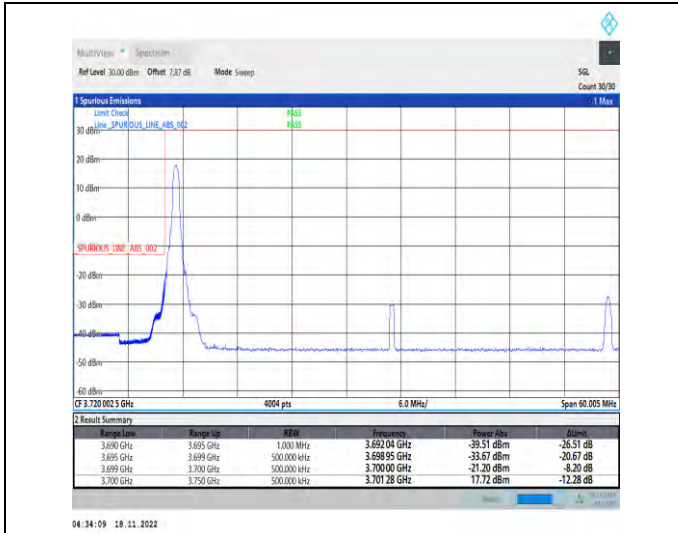 MultiView Spectrum
Ref Level 30.00 dBm Offset 7.87 dB Mode Sweep SGL
Count 30/30
1 Spurious Emissions 1 Max
Limit Check PASS
Line _SPURIOUS_LINE_ABS_002 PASS
30 dBm
20 dBm
10 dBm
0 dBm
_SPURIOUS_LINE_ABS_002
-20 dBm
-30 dBm
-40 dBm
-50 dBm
-60 dBm
CF 3.720 002 5 GHz 4004 pts 6.0 MHz/ Span 60.005 MHz
2 Result Summary
Range Low Range Up RBW Frequency Power Abs ΔLimit
3.690 GHz 3.695 GHz 1.000 MHz 3.692 04 GHz -39.51 dBm -26.51 dB
3.695 GHz 3.699 GHz 500.000 kHz 3.698 95 GHz -33.67 dBm -20.67 dB
3.699 GHz 3.700 GHz 500.000 kHz 3.700 00 GHz -21.20 dBm -8.20 dB
3.700 GHz 3.750 GHz 500.000 kHz 3.701 28 GHz 17.72 dBm -12.28 dB
04:34:09 18.11.2022